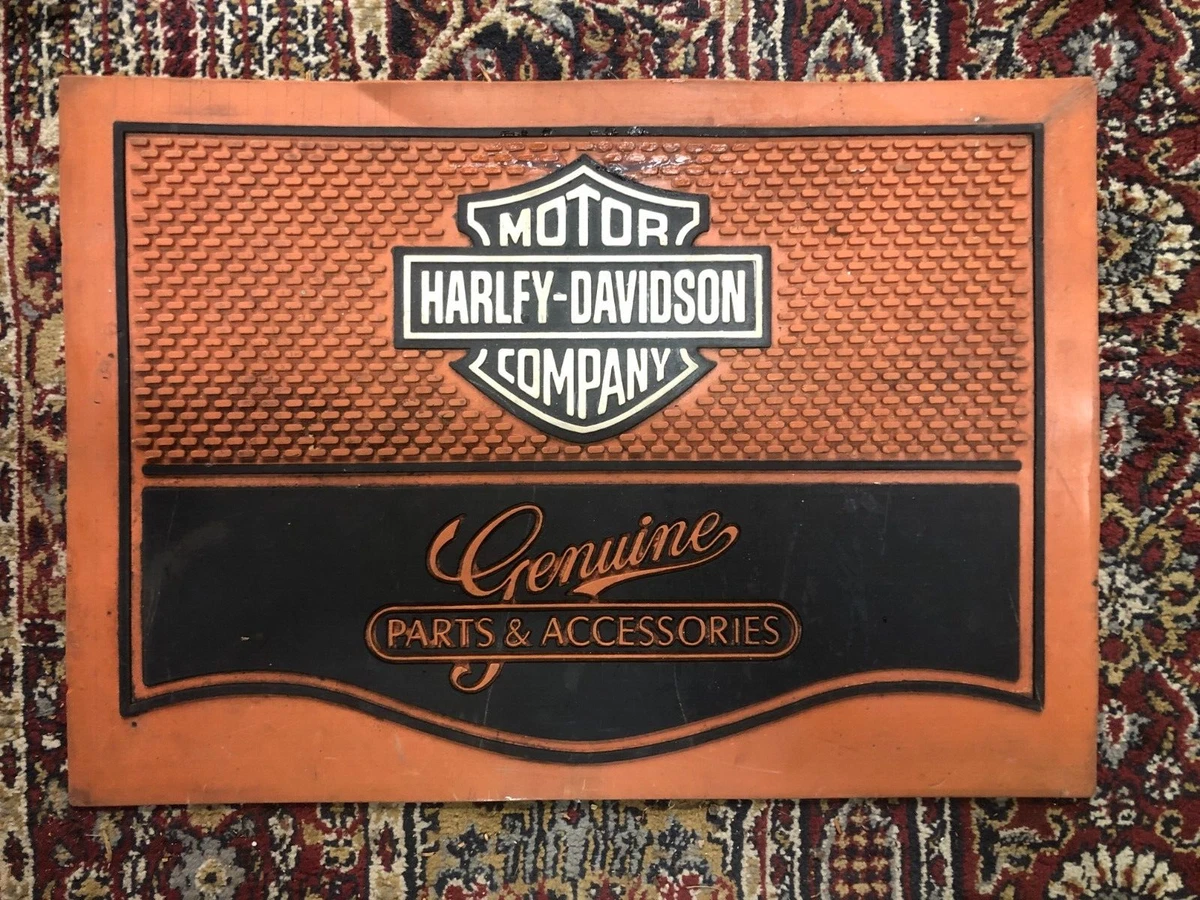 MOTOR
HARLEY-DAVIDSON
COMPANY
Genuine
PARTS & ACCESSORIES